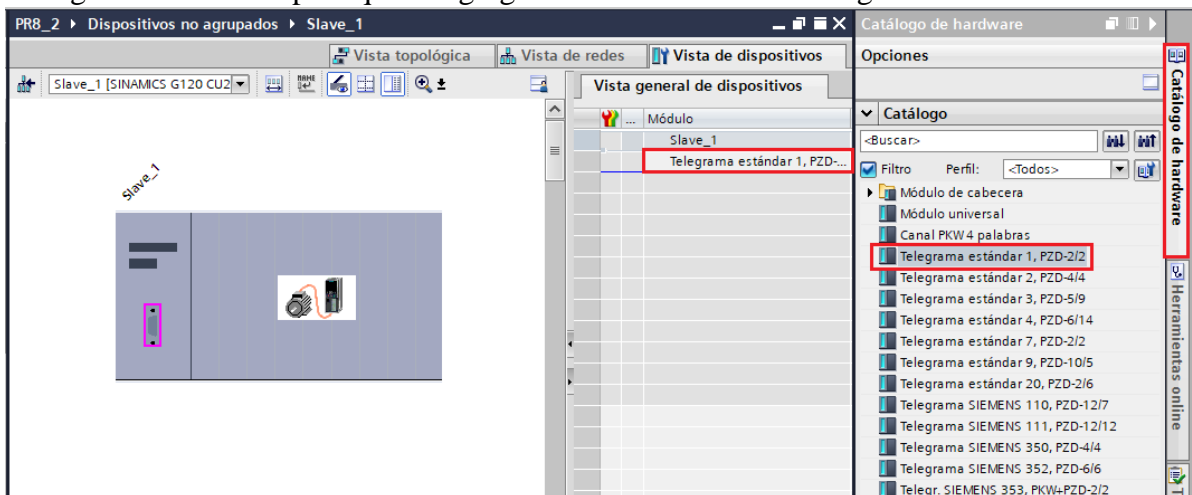 PR8_2 ▸ Dispositivos no agrupados ▸ Slave_1
Vista topológica
Vista de redes
Vista de dispositivos
Slave_1 [SINAMICS G120 CU2
Slave_1
Vista general de dispositivos
... Módulo
Slave_1
Telegrama estándar 1, PZD-...
Catálogo de hardware
Opciones
Catálogo
<Buscar>
Filtro Perfil: <Todos>
Módulo de cabecera
Módulo universal
Canal PKW 4 palabras
Telegrama estándar 1, PZD-2/2
Telegrama estándar 2, PZD-4/4
Telegrama estándar 3, PZD-5/9
Telegrama estándar 4, PZD-6/14
Telegrama estándar 7, PZD-2/2
Telegrama estándar 9, PZD-10/5
Telegrama estándar 20, PZD-2/6
Telegrama SIEMENS 110, PZD-12/7
Telegrama SIEMENS 111, PZD-12/12
Telegrama SIEMENS 350, PZD-4/4
Telegrama SIEMENS 352, PZD-6/6
Telegr. SIEMENS 353, PKW+PZD-2/2
Catálogo de hardware
Herramientas online